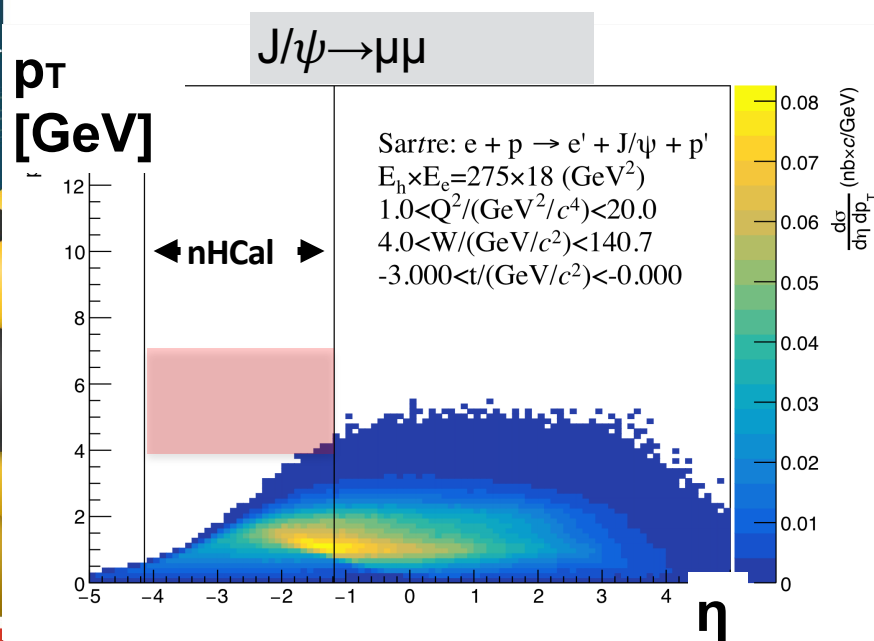 J/ψ→μμ
pT
[GeV]
Sartre: e + p → e' + J/ψ + p'
E_h×E_e=275×18 (GeV²)
1.0<Q²/(GeV²/c⁴)<20.0
4.0<W/(GeV/c²)<140.7
-3.000<t/(GeV/c²)<-0.000
nHCal
12
10
8
6
4
2
0
−5 −4 −3 −2 −1 0 1 2 3 4
η
0.08
0.07
0.06
0.05
0.04
0.03
0.02
0.01
0
dσ
dη dp_T
(nb×c/GeV)